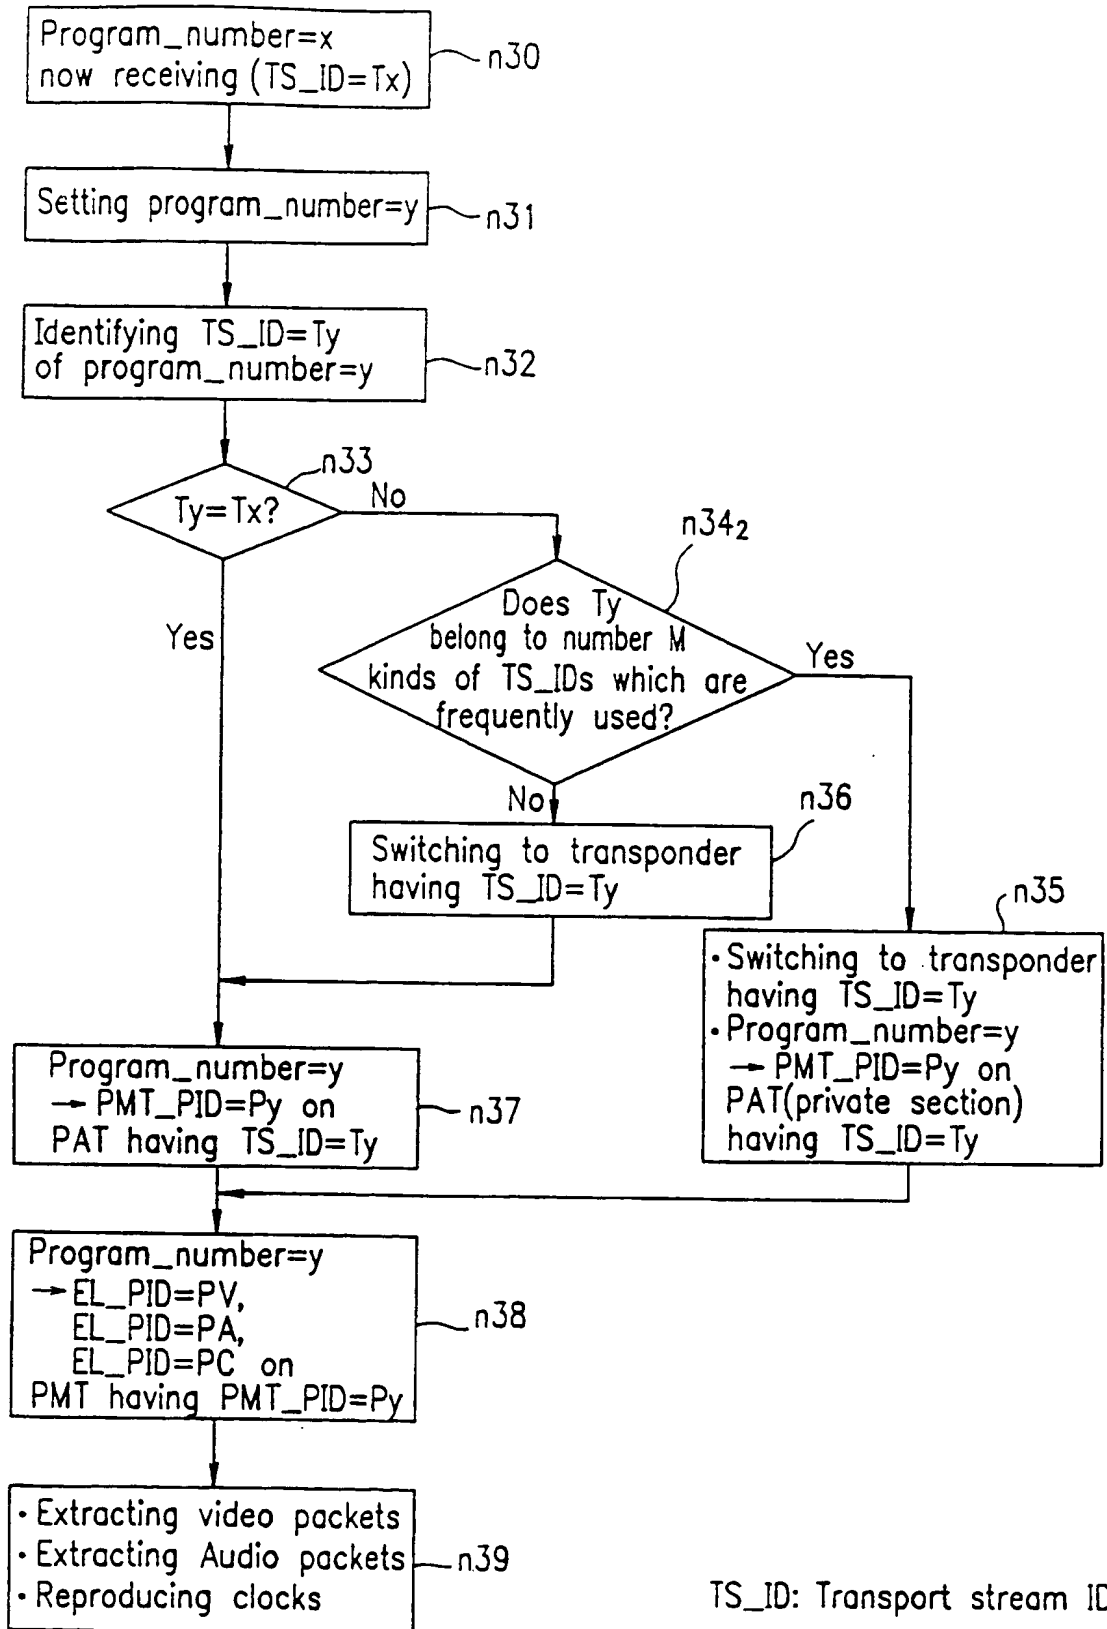 Program_number=x
now receiving (TS_ID=Tx)
n30
Setting program_number=y
n31
Identifying TS_ID=Ty
of program_number=y
n32
n33
Ty=Tx?
No
Yes
n34₂
Does Ty
belong to number M
kinds of TS_IDs which are
frequently used?
Yes
No
n36
Switching to transponder
having TS_ID=Ty
n35
• Switching to transponder
having TS_ID=Ty
• Program_number=y
→ PMT_PID=Py on
PAT(private section)
having TS_ID=Ty
Program_number=y
→ PMT_PID=Py on
PAT having TS_ID=Ty
n37
Program_number=y
→ EL_PID=PV,
EL_PID=PA,
EL_PID=PC on
PMT having PMT_PID=Py
n38
• Extracting video packets
• Extracting Audio packets
• Reproducing clocks
n39
TS_ID: Transport stream ID